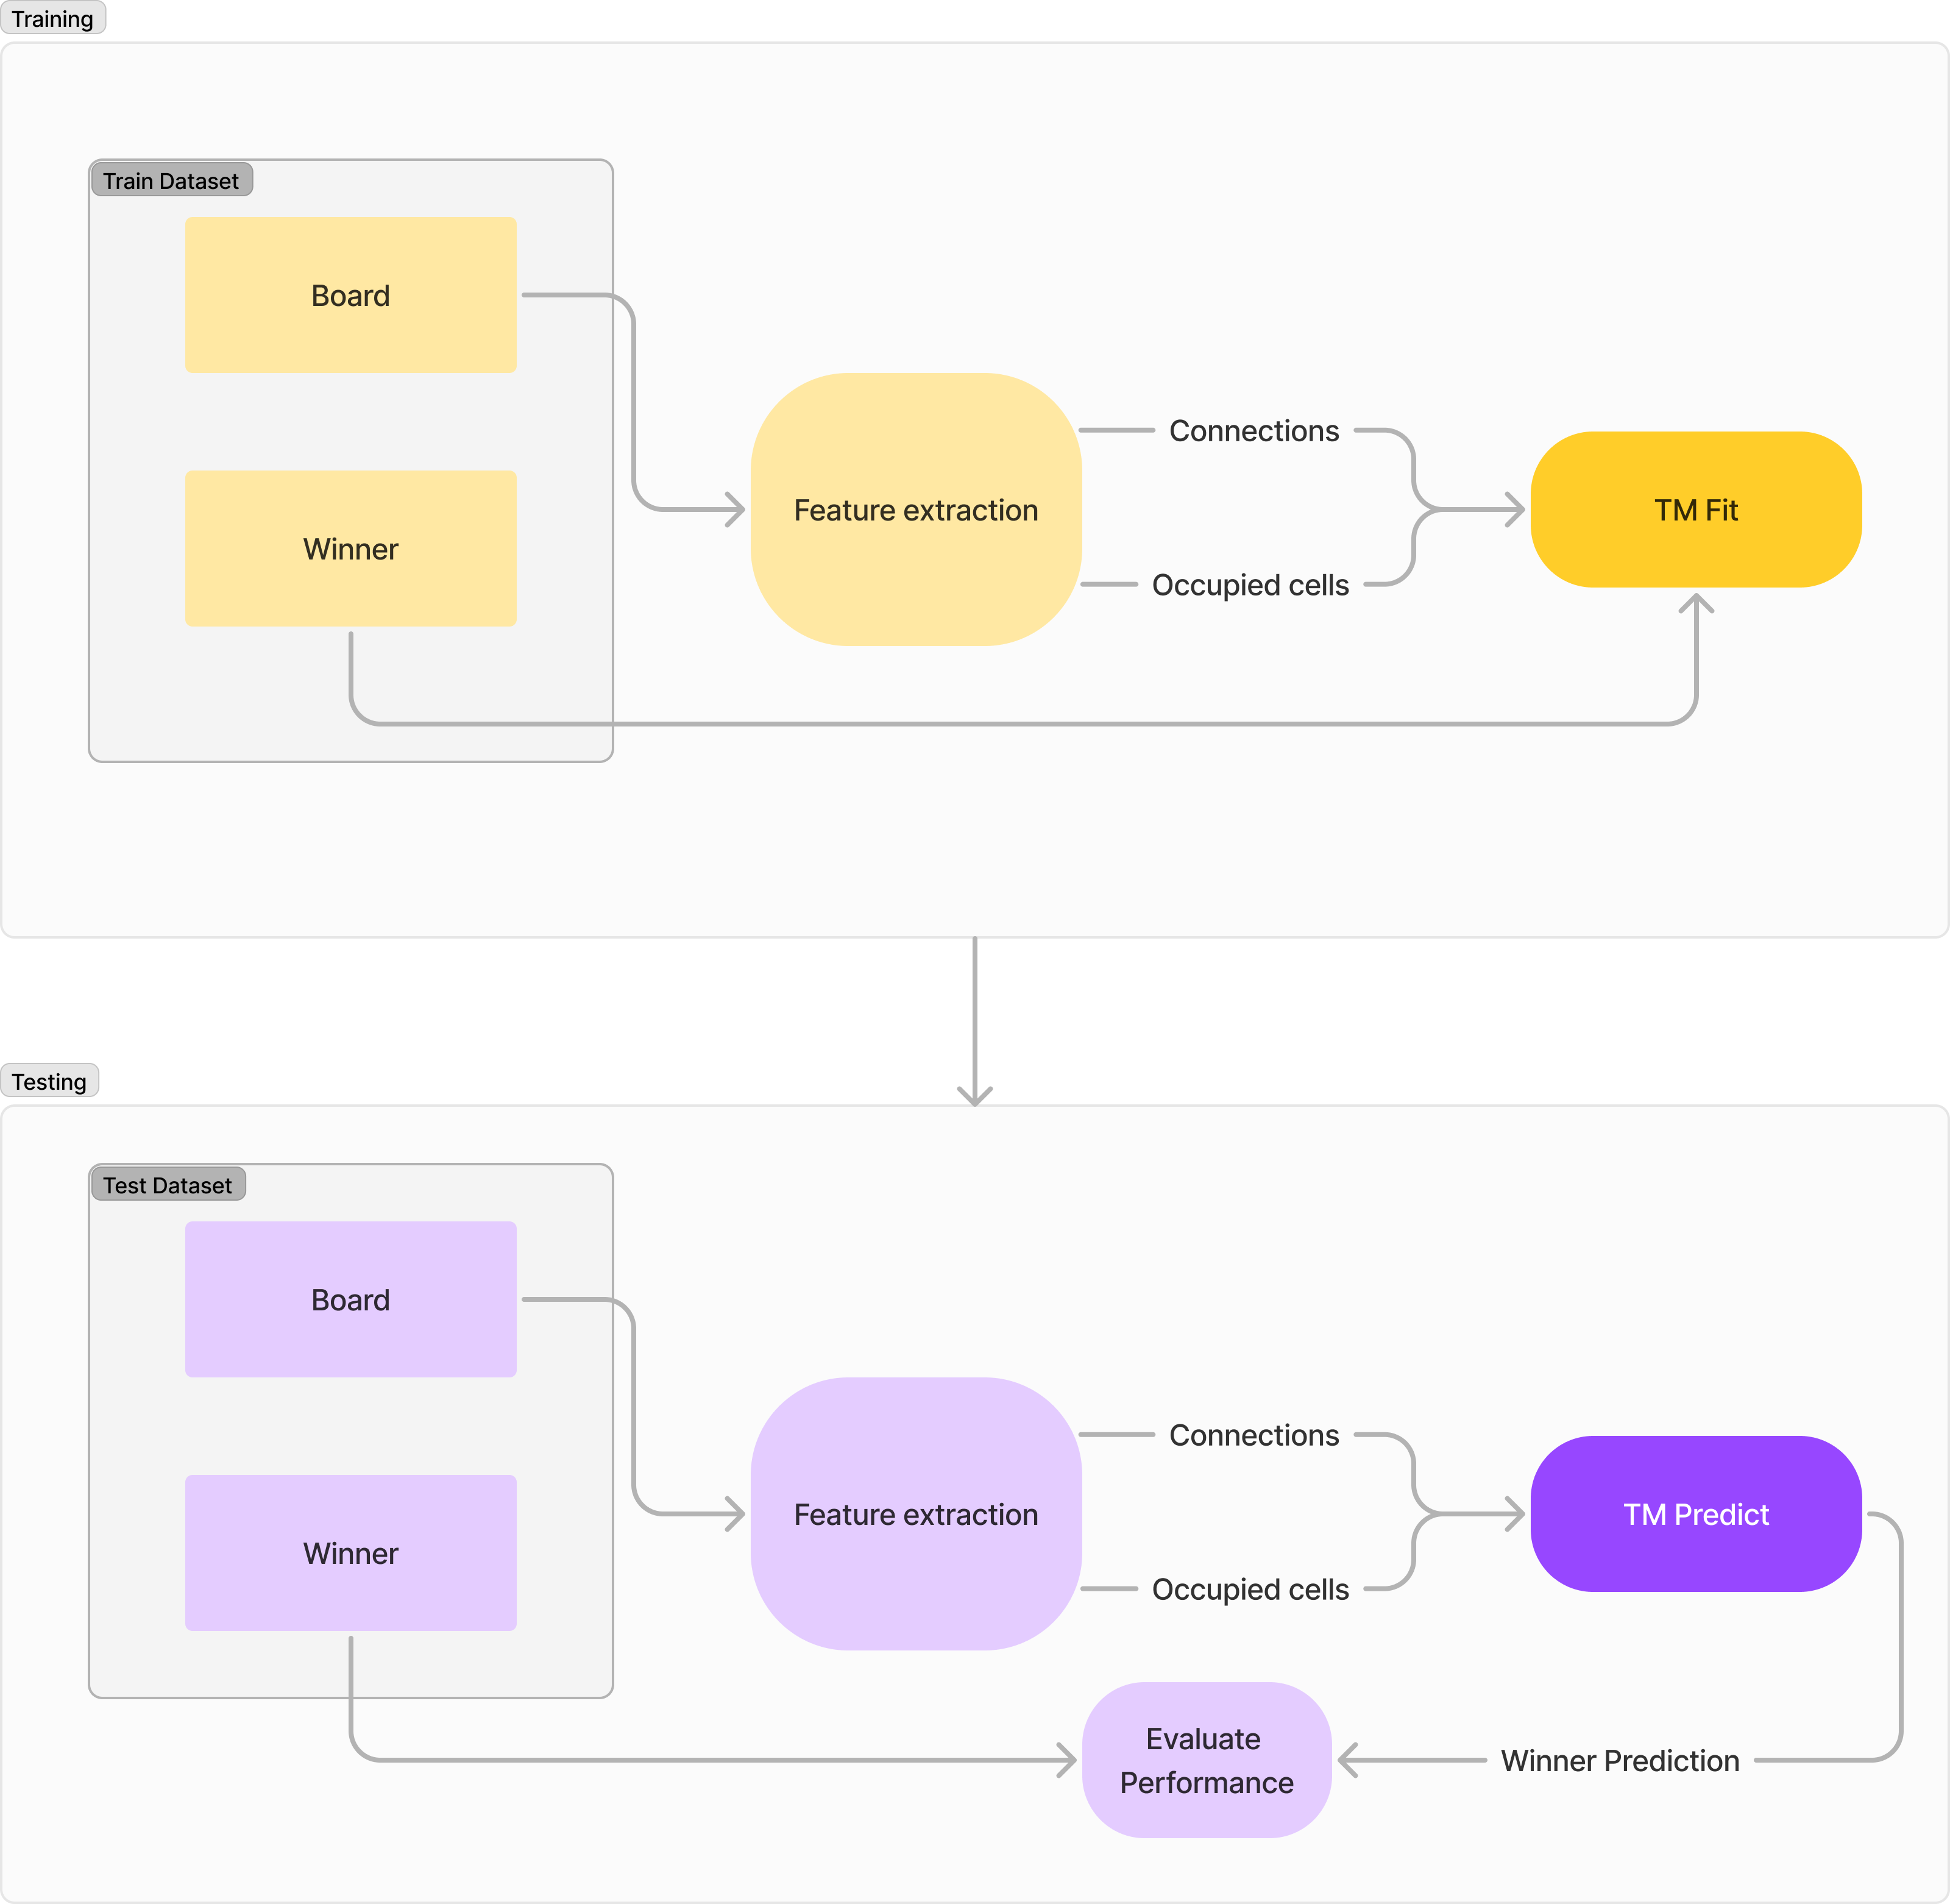 Training
Train Dataset
Board
Winner
Feature extraction
Connections
Occupied cells
TM Fit
Testing
Test Dataset
Board
Winner
Feature extraction
Connections
Occupied cells
TM Predict
Evaluate
Performance
Winner Prediction